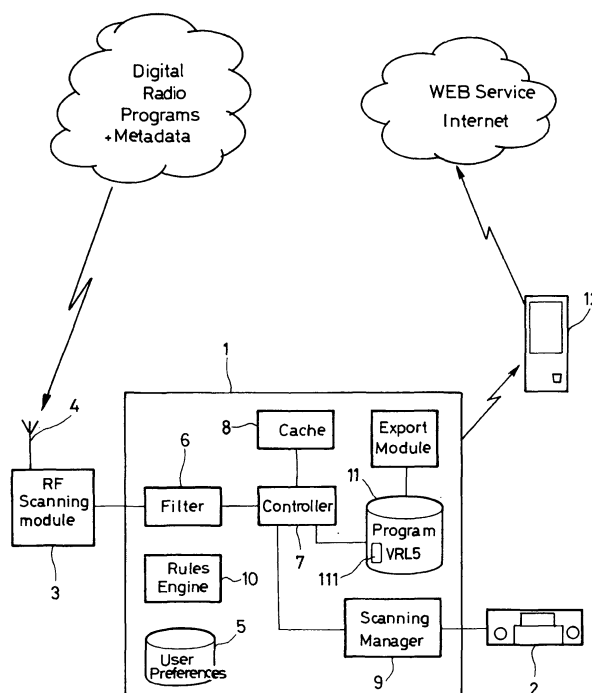 Digital
Radio
Programs
+Metadata
WEB Service
Internet
12
1
4
8
Cache
Export
Module
6
11
RF
Scanning
module
Filter
Controller
Program
VRL5
7
111
3
Rules
Engine
10
5
Scanning
Manager
User
Preferences
9
2